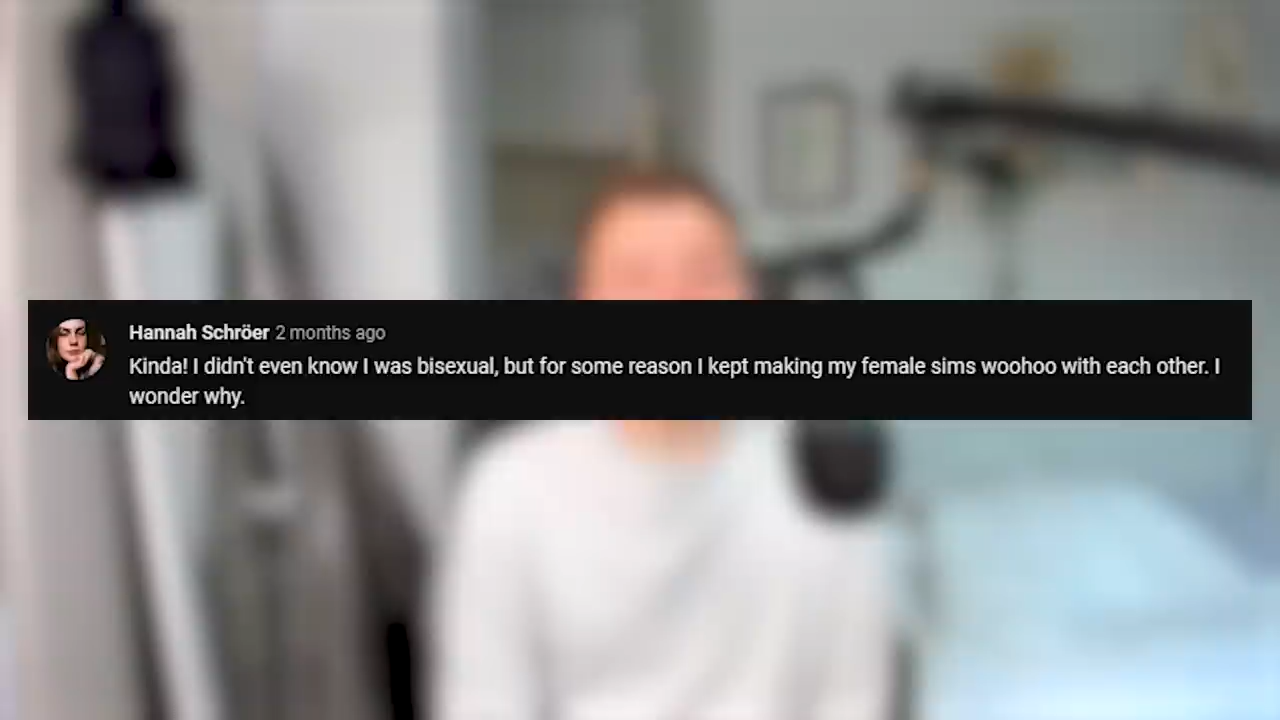 Hannah Schröer 2 months ago
Kinda! I didn't even know I was bisexual, but for some reason I kept making my female sims woohoo with each other. I
wonder why.